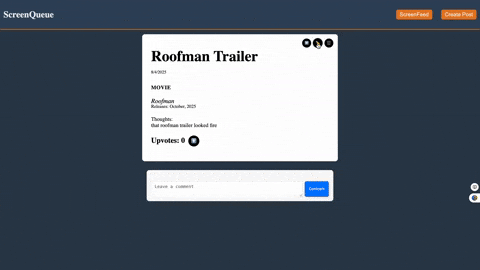 ScreenQueue
ScreenFeed
Create Post
Roofman Trailer
8/4/2025
MOVIE
Roofman
Releases: October, 2025
Thoughts:
that roofman trailer looked fire
Upvotes: 0
Leave a comment
Comment